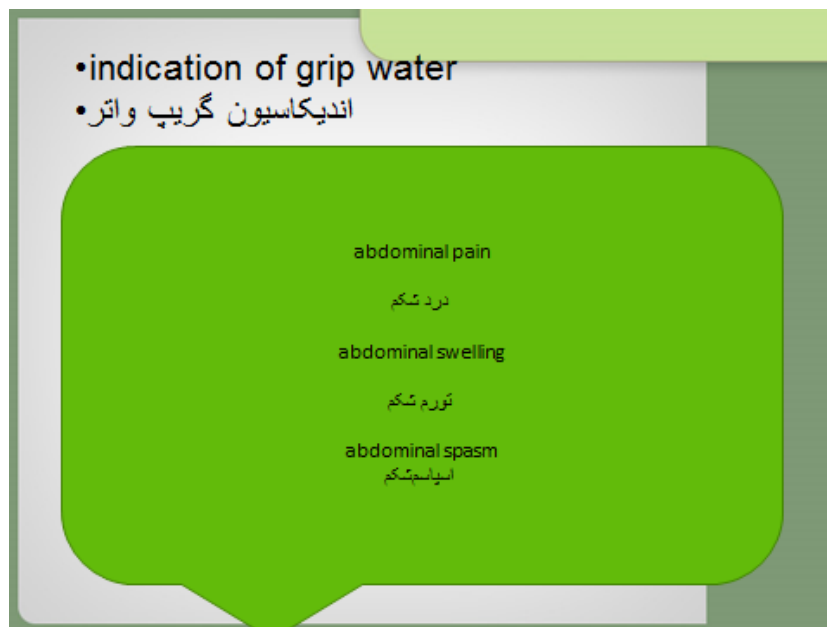 •indication of grip water
•اندیکاسیون گریپ واتر
abdominal pain
درد شکم
abdominal swelling
تورم شکم
abdominal spasm
اسپاسم‌شکم